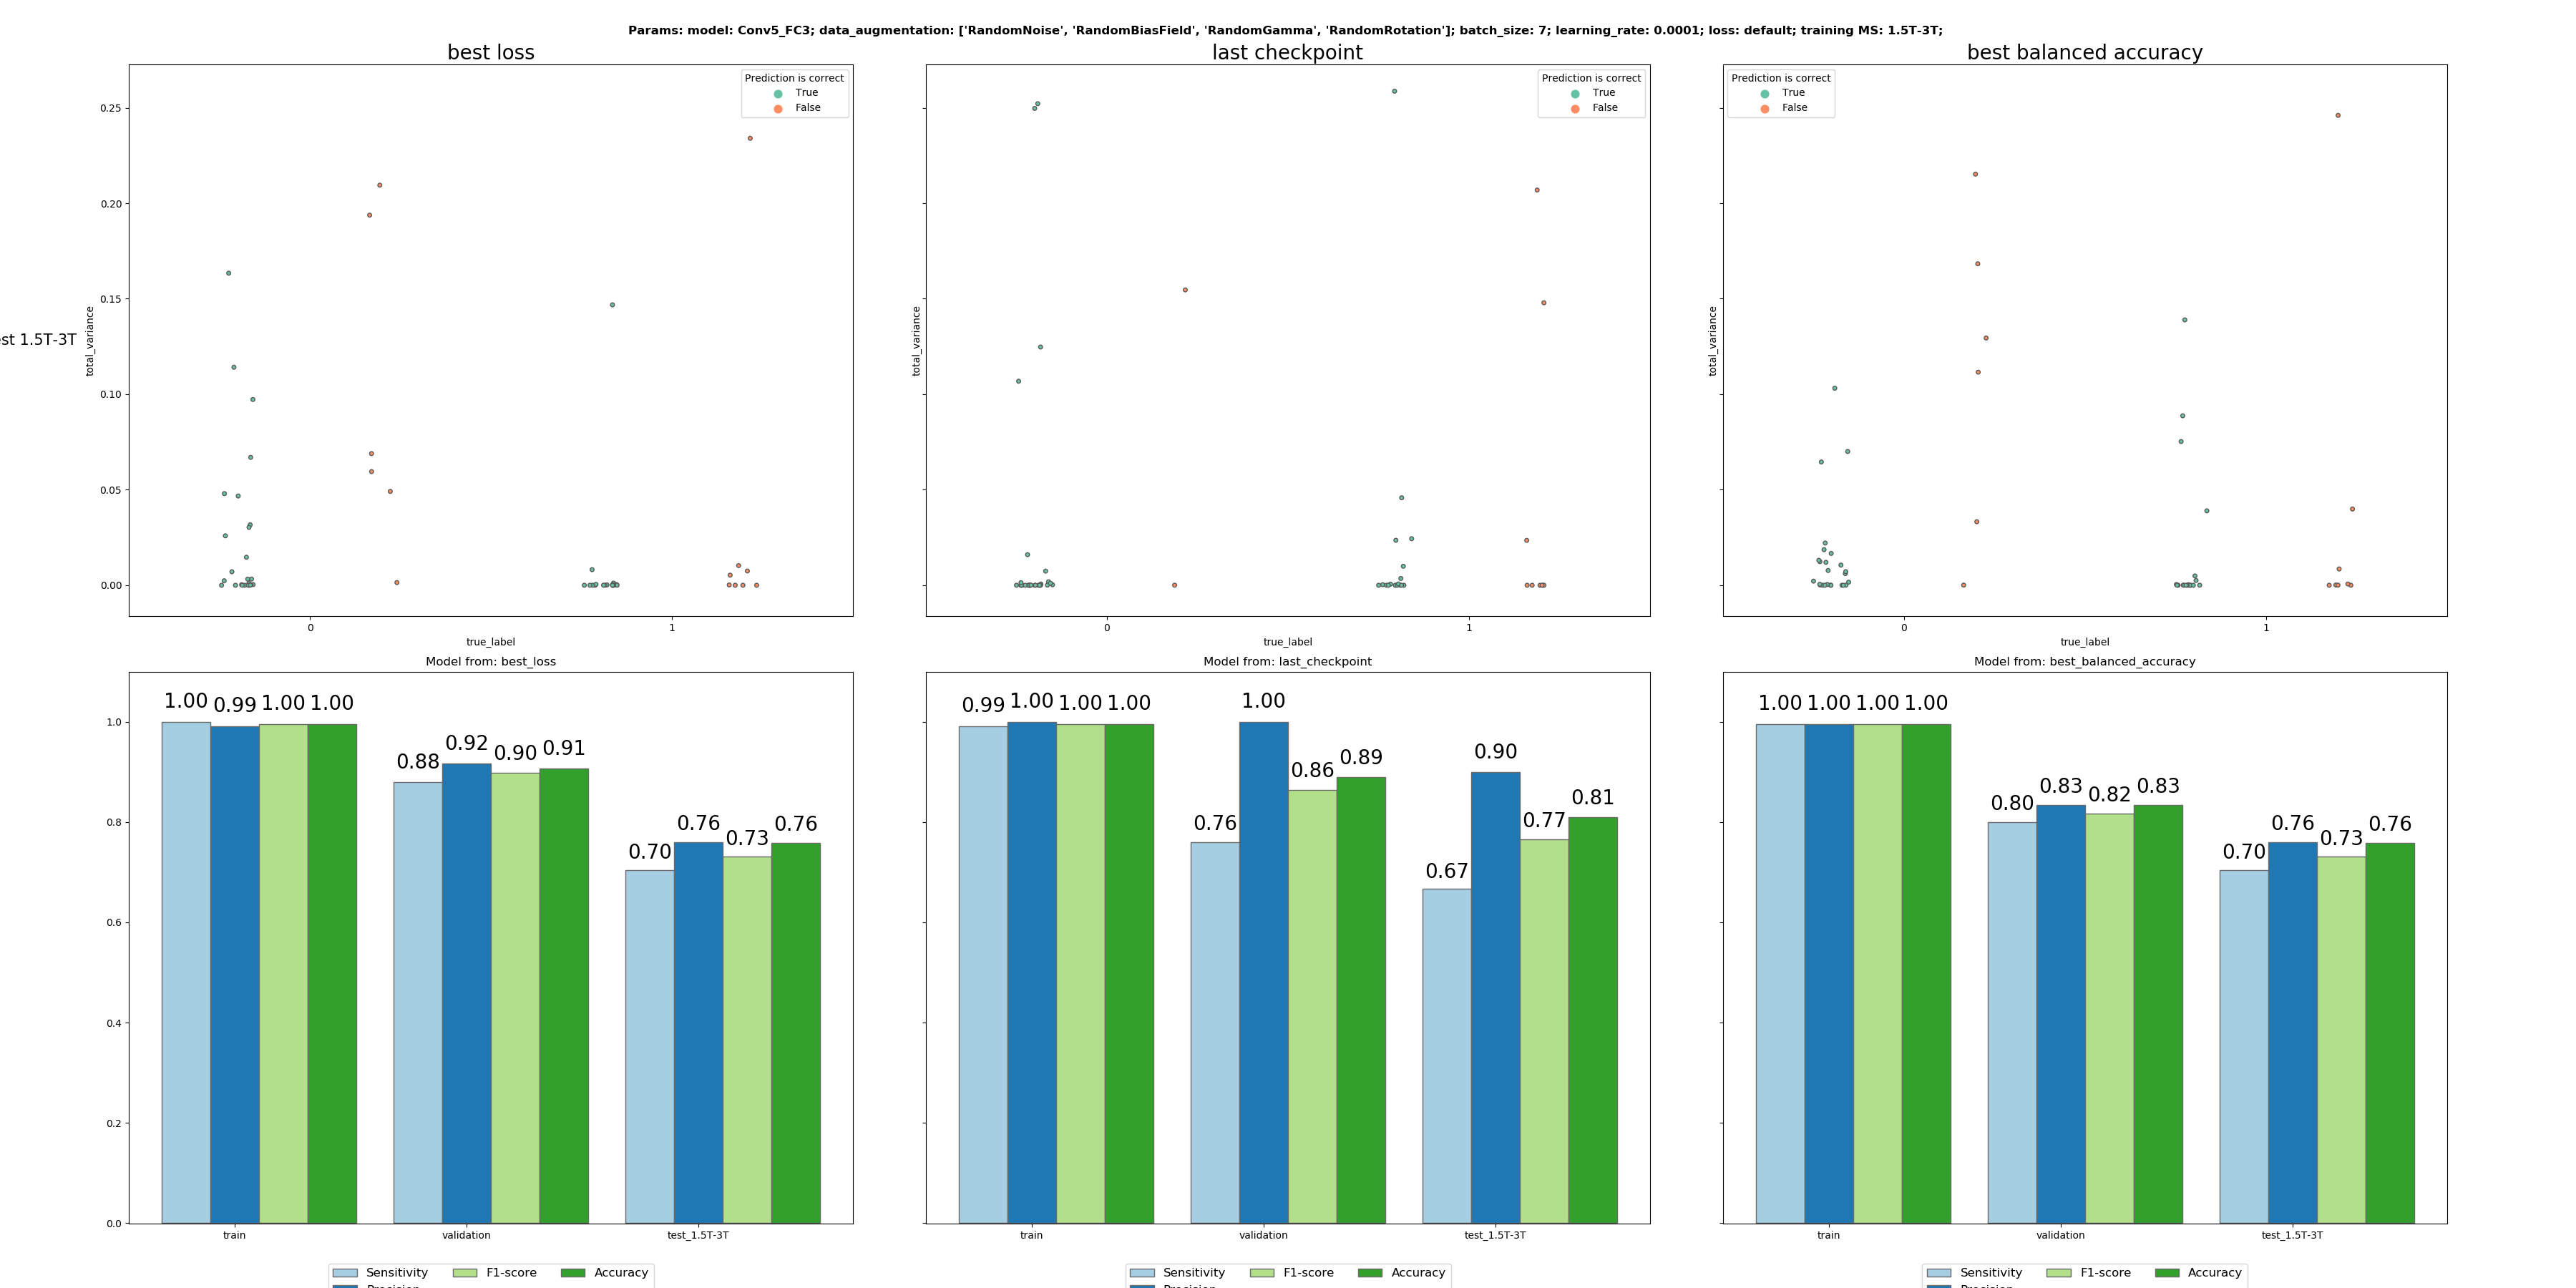 Params: model: Conv5_FC3; data_augmentation: ['RandomNoise', 'RandomBiasField', 'RandomGamma', 'RandomRotation']; batch_size: 7; learning_rate: 0.0001; loss: default; training MS: 1.5T-3T;
best loss
last checkpoint
best balanced accuracy
Prediction is correct
True
False
Prediction is correct
True
False
Prediction is correct
True
False
0.25
0.20
0.15
0.10
0.05
0.00
1.5T-3T
total_variance
total_variance
total_variance
0 1
0 1
0 1
true_label
true_label
true_label
Model from: best_loss
Model from: last_checkpoint
Model from: best_balanced_accuracy
1.0
0.8
0.6
0.4
0.2
0.0
1.00 0.99 1.00 1.00
0.88 0.92 0.90 0.91
0.70 0.76 0.73 0.76
0.99 1.00 1.00 1.00
0.76 1.00 0.86 0.89
0.67 0.90 0.77 0.81
1.00 1.00 1.00 1.00
0.80 0.83 0.82 0.83
0.70 0.76 0.73 0.76
train validation test_1.5T-3T
train validation test_1.5T-3T
train validation test_1.5T-3T
Sensitivity F1-score Accuracy
Sensitivity F1-score Accuracy
Sensitivity F1-score Accuracy